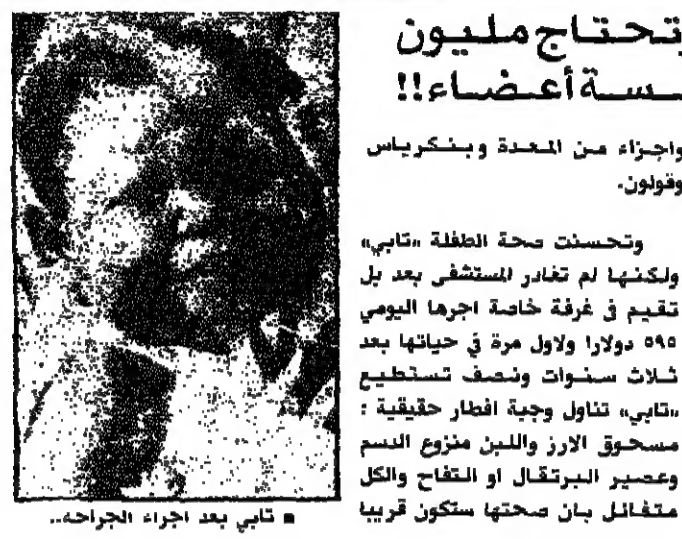 تحتاج مليون
ـسـة أعـضـاء!!
واجزاء من المعدة وبنكرياس
وقولون.
وتحسنت صحة الطفلة «تابي»
ولكنها لم تغادر المستشفى بعد بل
تقيم في غرفة خاصة اجرها اليومي
٥٩٥ دولارا ولاول مرة في حياتها بعد
ثلاث سنوات ونصف تستطيع
«تابي» تناول وجبة افطار حقيقية :
مسحوق الارز واللبن منزوع الدسم
وعصير البرتقال او التفاح والكل
متفائل بان صحتها ستكون قريبا
■ تابي بعد اجراء الجراحة..